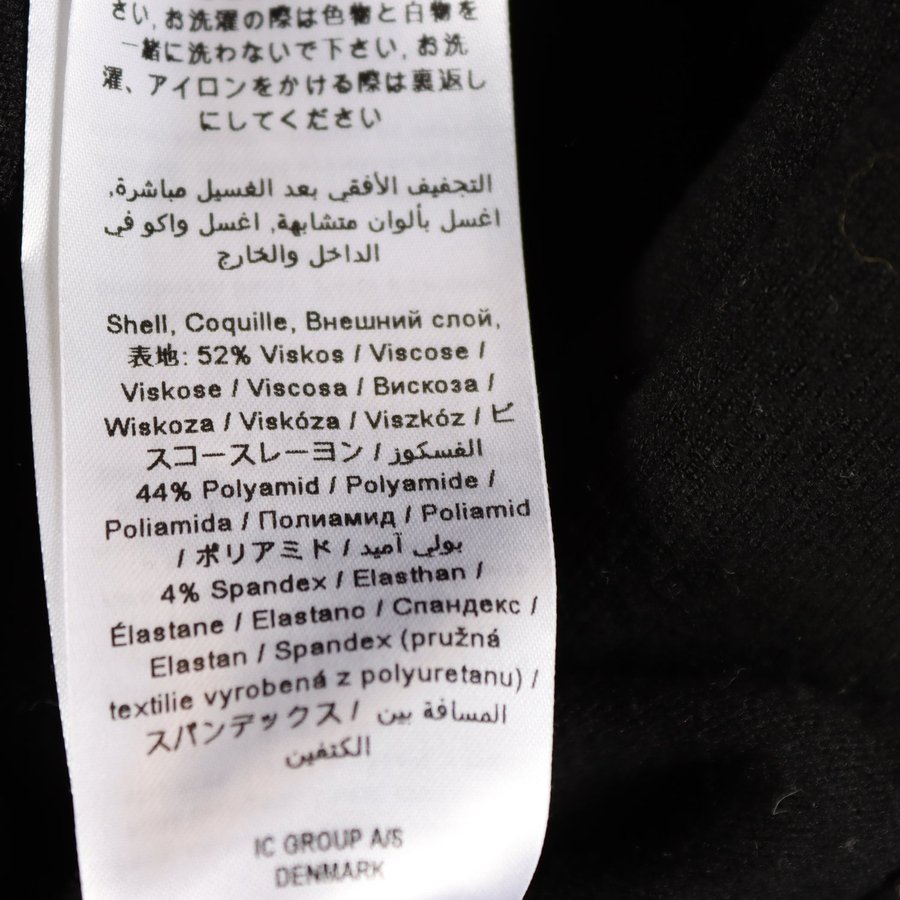 さい, お洗濯の際は色物と白物を
一緒に洗わないで下さい, お洗
濯、アイロンをかける際は裏返し
にしてください
التجفيف الأفقي بعد الغسيل مباشرة,
اغسل بألوان متشابهة, اغسل واكو في
الداخل والخارج
Shell, Coquille, Внешний слой,
表地: 52% Viskos / Viscose /
Viskose / Viscosa / Вискоза /
Wiskoza / Viskóza / Viszkóz / ビ
スコースレーヨン / الفسكوز
44% Polyamid / Polyamide /
Poliamida / Полиамид / Poliamid
/ ポリアミド / بولي آميد
4% Spandex / Elasthan /
Élastane / Elastano / Спандекс /
Elastan / Spandex (pružná
textilie vyrobená z polyuretanu) /
スパンデックス / المسافة بين
الكتفين
IC GROUP A/S
DENMARK